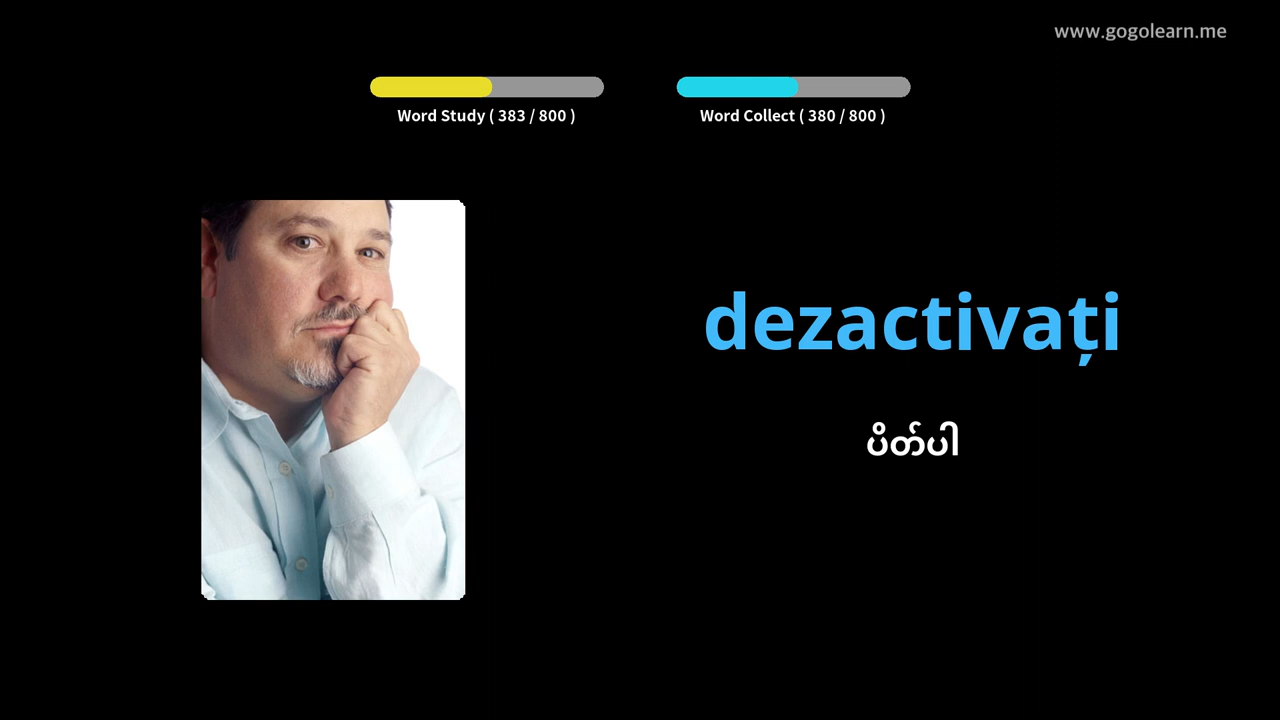 www.gogolearn.me
Word Study ( 383 / 800 )
Word Collect ( 380 / 800 )
dezactivați
ပိတ်ပါ